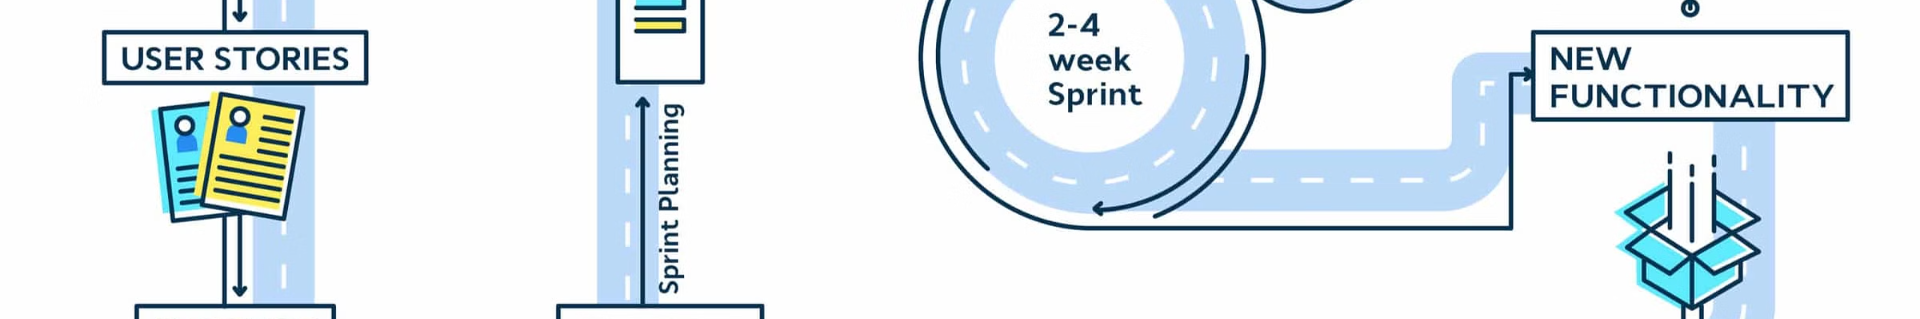 USER STORIES
Sprint Planning
2-4
week
Sprint
NEW
FUNCTIONALITY